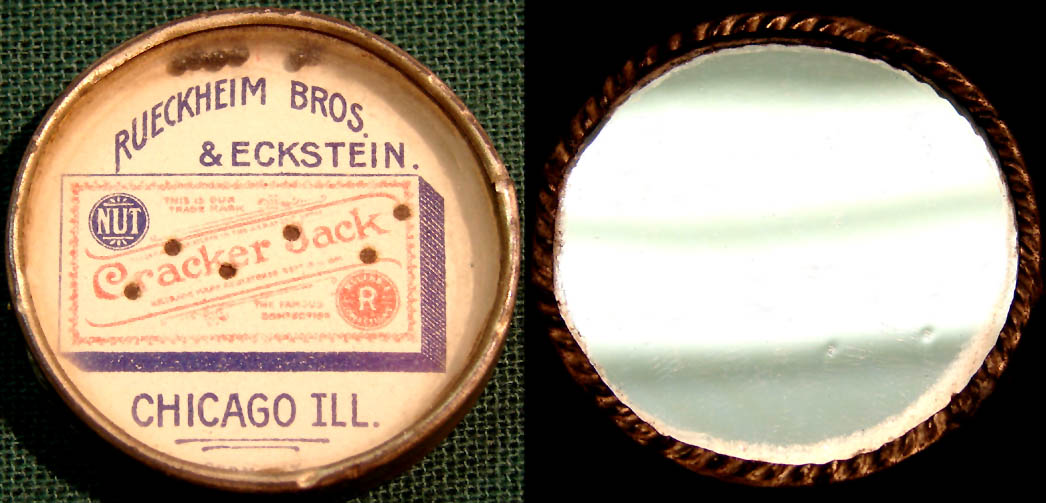 RUECKHEIM BROS.
& ECKSTEIN.
NUT
THIS IS OUR
TRADE MARK
Cracker Jack
THE FAMOUS
CONFECTION
R
CHICAGO ILL.